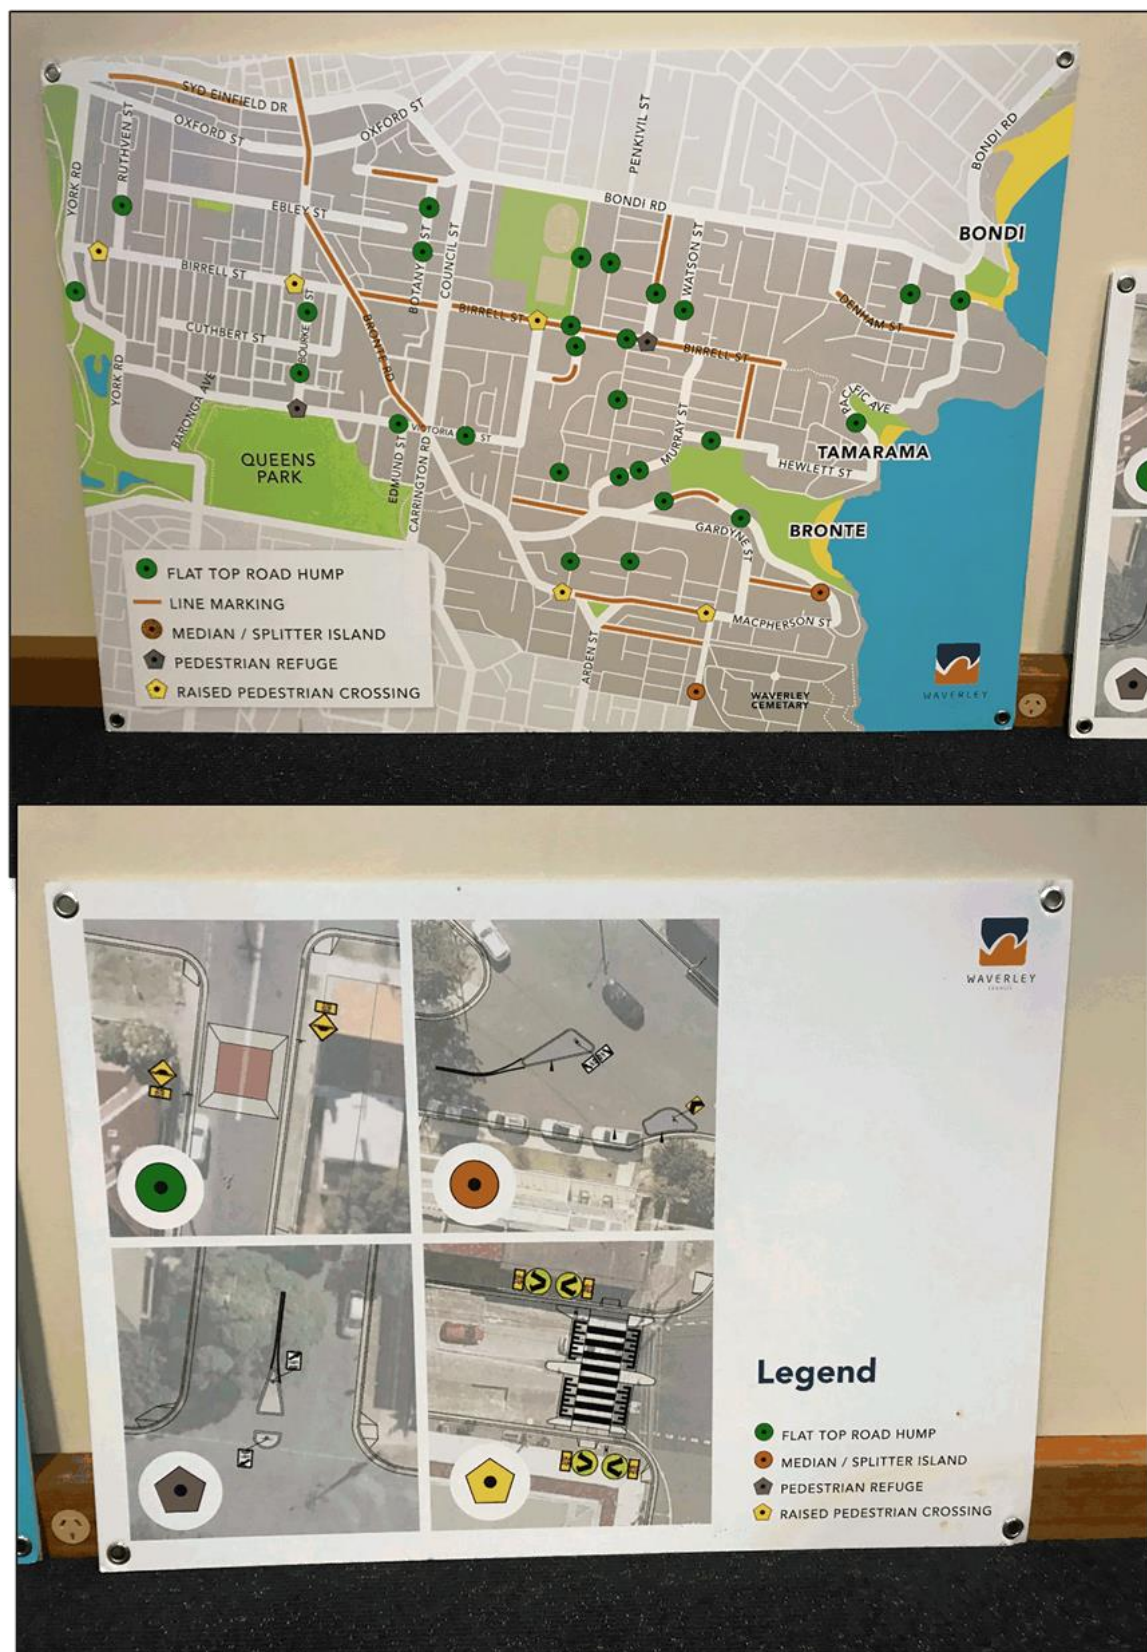 SYD EINFIELD DR
OXFORD ST
OXFORD ST
RUTHVEN ST
YORK RD
EBLEY ST
BOTANY ST
COUNCIL ST
PENKIVIL ST
BONDI RD
BONDI RD
WATSON ST
BONDI
BIRRELL ST
BIRRELL ST
BIRRELL ST
DENHAM ST
CUTHBERT ST
BOURKE ST
BRONTE RD
YORK RD
BARONGA AVE
PACIFIC AVE
VICTORIA ST
MURRAY ST
TAMARAMA
HEWLETT ST
QUEENS
PARK
EDMUND ST
CARRINGTON RD
GARDYNE ST
BRONTE
MACPHERSON ST
ARDEN ST
WAVERLEY
CEMETARY
FLAT TOP ROAD HUMP
LINE MARKING
MEDIAN / SPLITTER ISLAND
PEDESTRIAN REFUGE
RAISED PEDESTRIAN CROSSING
WAVERLEY
WAVERLEY
COUNCIL
Legend
FLAT TOP ROAD HUMP
MEDIAN / SPLITTER ISLAND
PEDESTRIAN REFUGE
RAISED PEDESTRIAN CROSSING